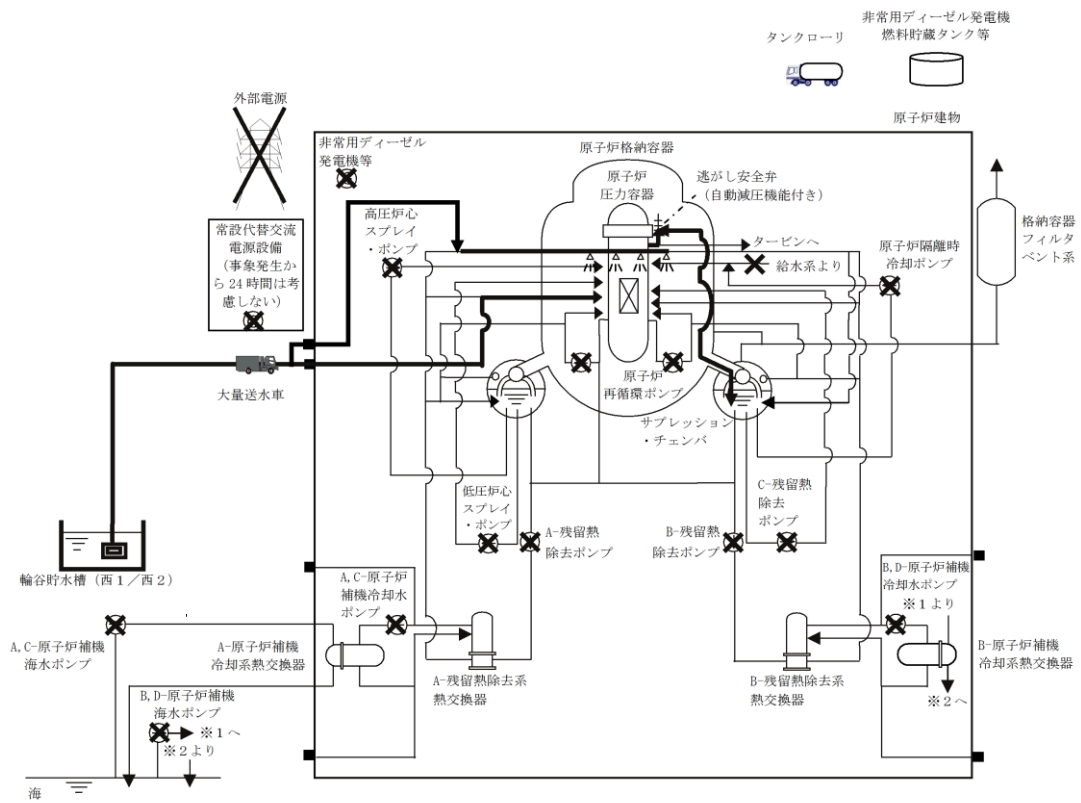 非常用ディーゼル発電機
燃料貯蔵タンク等
タンクローリ
外部電源
原子炉建物
非常用ディーゼル
発電機等
原子炉格納容器
原子炉
圧力容器
逃がし安全弁
（自動減圧機能付き）
高圧炉心
スプレイ
・ポンプ
常設代替交流
電源設備
（事象発生か
ら24時間は考
慮しない）
タービンへ
給水系より
原子炉隔離時
冷却ポンプ
格納容器
フィルタ
ベント系
大量送水車
原子炉
再循環ポンプ
サプレッション
・チェンバ
低圧炉心
スプレイ
・ポンプ
A-残留熱
除去ポンプ
B-残留熱
除去ポンプ
C-残留熱
除去
ポンプ
輪谷貯水槽（西1／西2）
A,C-原子炉
補機冷却水
ポンプ
B,D-原子炉補機
冷却水ポンプ
※1より
A,C-原子炉補機
海水ポンプ
A-原子炉補機
冷却系熱交換器
B-原子炉補機
冷却系熱交換器
A-残留熱除去系
熱交換器
B-残留熱除去系
熱交換器
※2へ
B,D-原子炉補機
海水ポンプ
※1へ
※2より
海